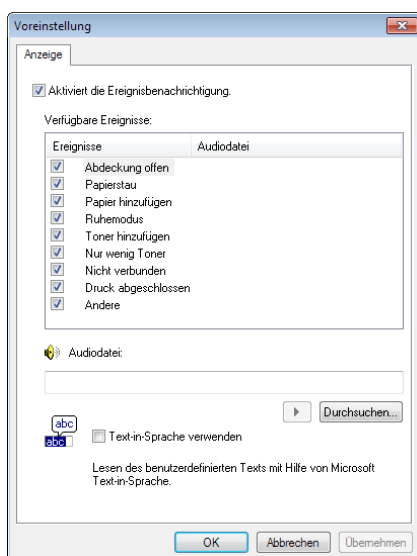 Voreinstellung
Anzeige
Aktiviert die Ereignisbenachrichtigung.
Verfügbare Ereignisse:
Ereignisse Audiodatei
Abdeckung offen
Papierstau
Papier hinzufügen
Ruhemodus
Toner hinzufügen
Nur wenig Toner
Nicht verbunden
Druck abgeschlossen
Andere
Audiodatei:
Durchsuchen...
abc
abc
Text-in-Sprache verwenden
Lesen des benutzerdefinierten Texts mit Hilfe von Microsoft
Text-in-Sprache.
OK Abbrechen Übernehmen